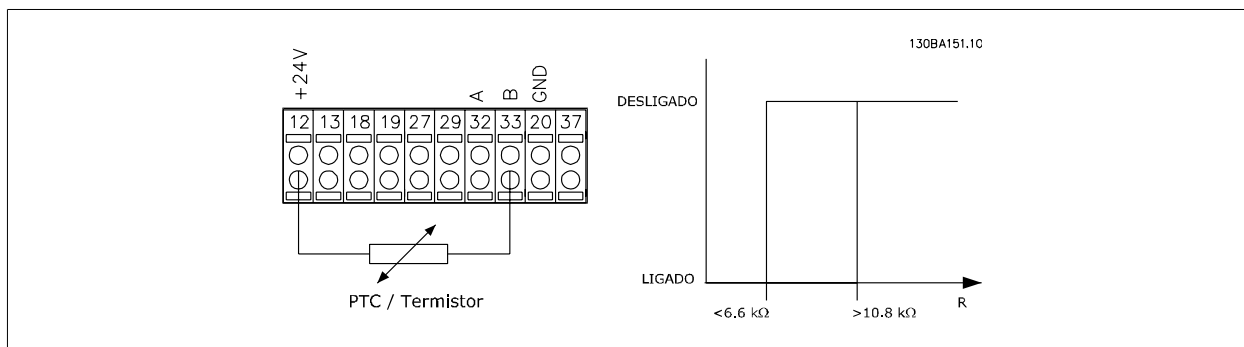 130BA151.10
+24V
A
B
GND
12 13 18 19 27 29 32 33 20 37
PTC / Termistor
DESLIGADO
LIGADO
R
<6.6 kΩ
>10.8 kΩ